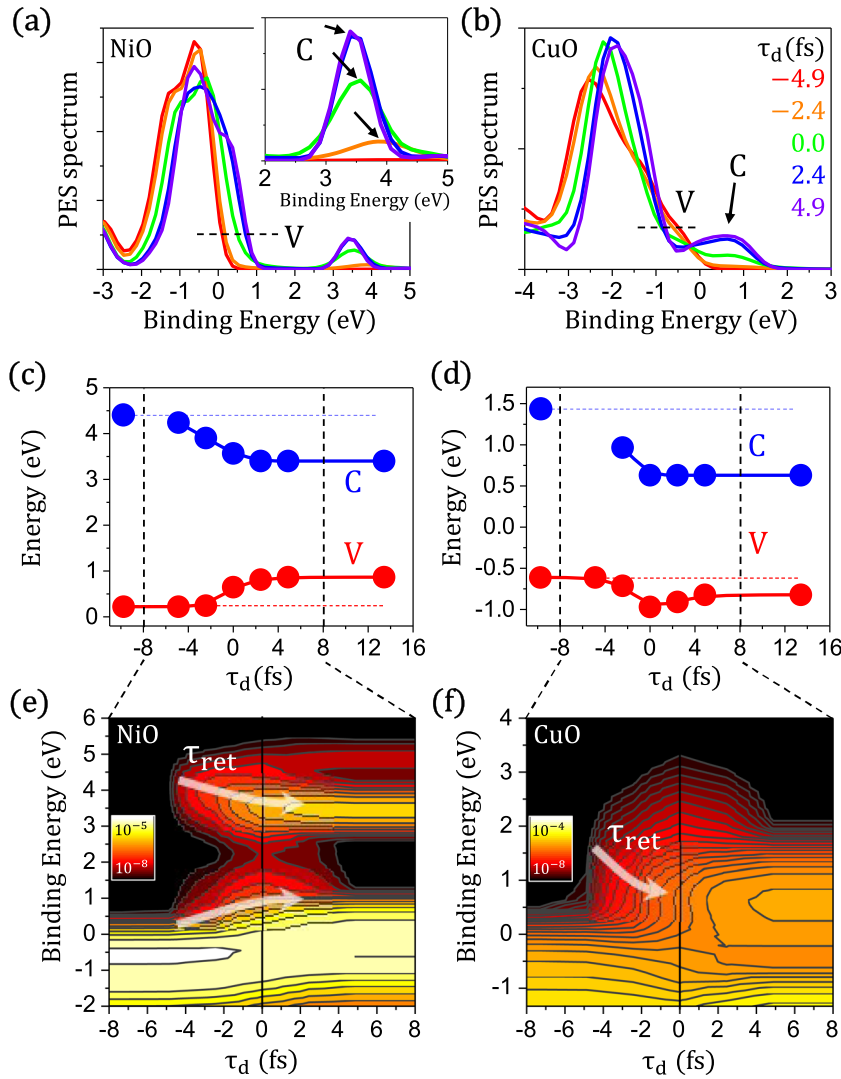 (a)
NiO
C
V
PES spectrum
2 3 4 5
Binding Energy (eV)
-3 -2 -1 0 1 2 3 4 5
Binding Energy (eV)
(b)
CuO
τd(fs)
−4.9
−2.4
0.0
2.4
4.9
C
V
PES spectrum
-4 -3 -2 -1 0 1 2 3
Binding Energy (eV)
(c)
5
4
3
2
1
0
Energy (eV)
C
V
-8 -4 0 4 8 12 16
τd(fs)
(d)
1.5
1.0
0.5
0.0
-0.5
-1.0
Energy (eV)
C
V
-8 -4 0 4 8 12 16
τd (fs)
(e)
NiO
τret
10-5
10-8
6
5
4
3
2
1
0
-1
-2
Binding Energy (eV)
-8 -6 -4 -2 0 2 4 6 8
τd (fs)
(f)
CuO
τret
10-4
10-8
4
3
2
1
0
-1
Binding Energy (eV)
-8 -6 -4 -2 0 2 4 6 8
τd (fs)